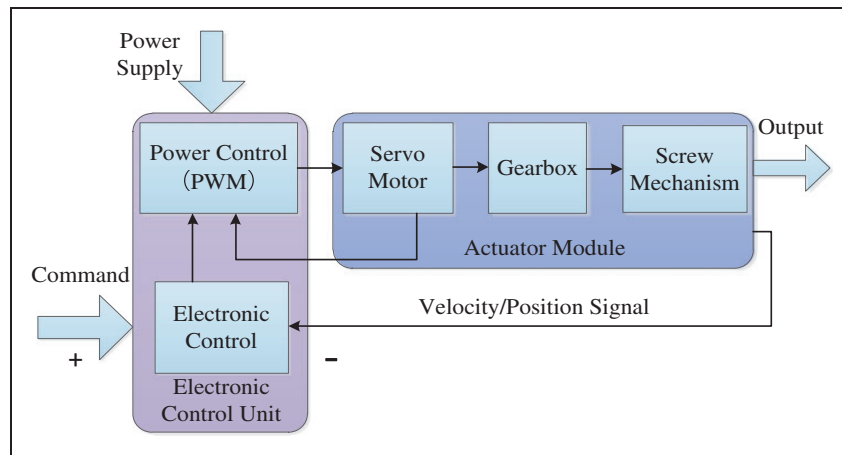 Power
Supply
Power Control
(PWM)
Servo
Motor
Gearbox
Screw
Mechanism
Output
Actuator Module
Command
+
Electronic
Control
−
Velocity/Position Signal
Electronic
Control Unit